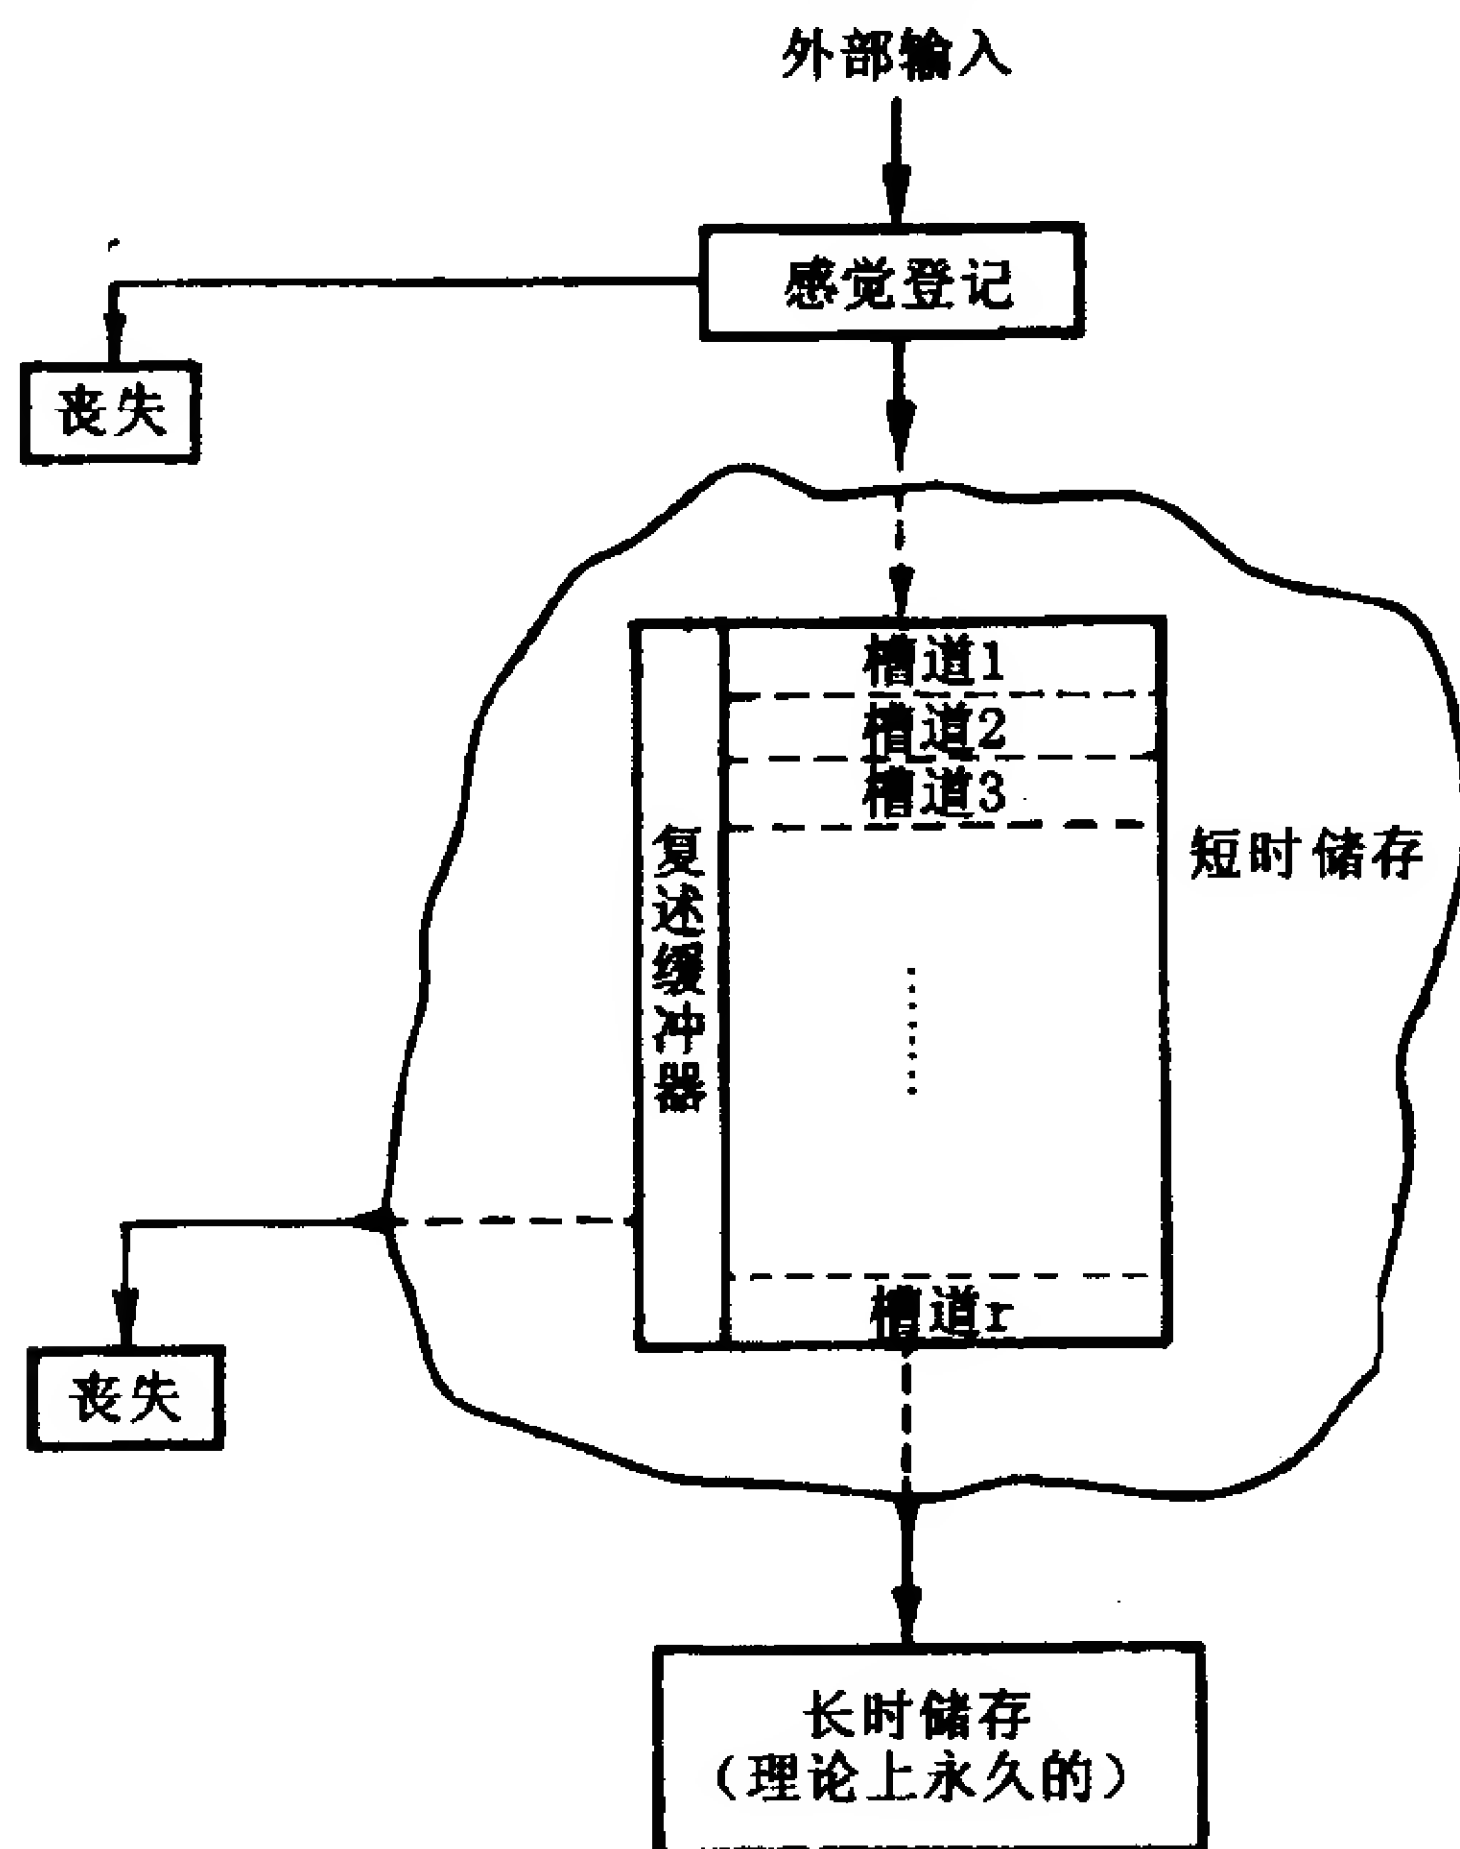 外部输入
感觉登记
丧失
槽道1
槽道2
槽道3
复述缓冲器
短时储存
……
槽道r
丧失
长时储存
（理论上永久的）